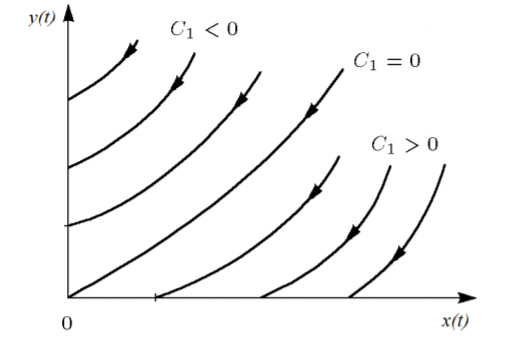 y(t)
C₁ < 0
C₁ = 0
C₁ > 0
0
x(t)